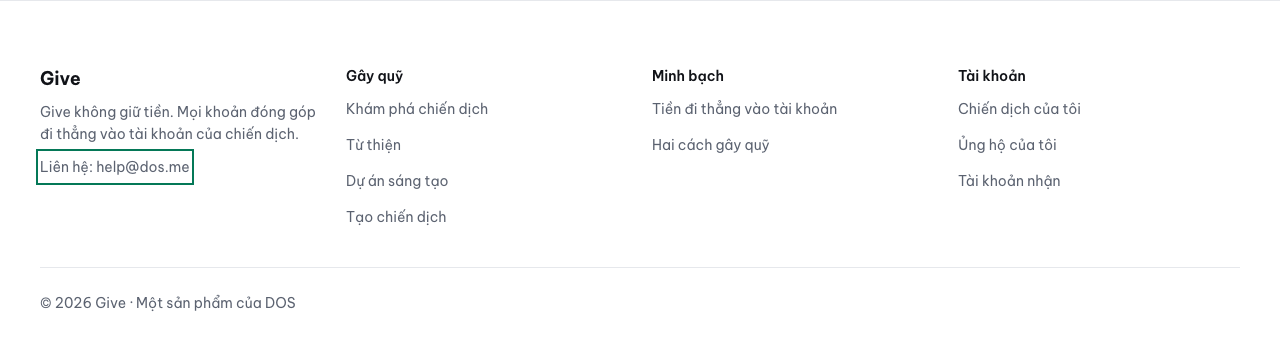 Give
Give không giữ tiền. Mọi khoản đóng góp
đi thẳng vào tài khoản của chiến dịch.
Liên hệ: help@dos.me
Gây quỹ
Khám phá chiến dịch
Từ thiện
Dự án sáng tạo
Tạo chiến dịch
Minh bạch
Tiền đi thẳng vào tài khoản
Hai cách gây quỹ
Tài khoản
Chiến dịch của tôi
Ủng hộ của tôi
Tài khoản nhận
© 2026 Give · Một sản phẩm của DOS